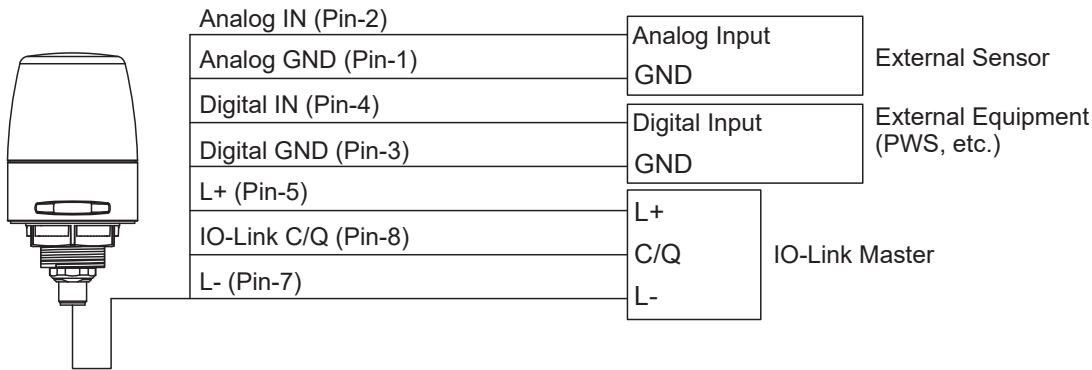 Analog IN (Pin-2)
Analog Input
Analog GND (Pin-1)
GND
External Sensor
Digital IN (Pin-4)
Digital Input
External Equipment
(PWS, etc.)
Digital GND (Pin-3)
GND
L+ (Pin-5)
L+
IO-Link C/Q (Pin-8)
C/Q
IO-Link Master
L- (Pin-7)
L-